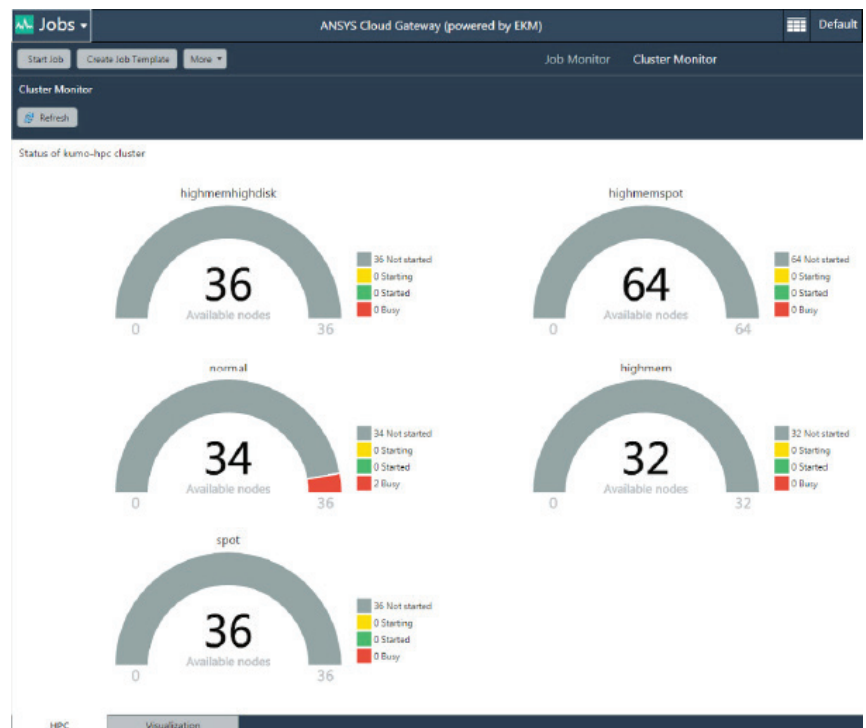 Jobs
ANSYS Cloud Gateway (powered by EKM)
Default
Start Job
Create Job Template
More
Job Monitor
Cluster Monitor
Cluster Monitor
Refresh
Status of kumo-hpc cluster
highmemhighdisk
36
Available nodes
0
36
36 Not started
0 Starting
0 Started
0 Busy
highmemspot
64
Available nodes
0
64
64 Not started
0 Starting
0 Started
0 Busy
normal
34
Available nodes
0
36
34 Not started
0 Starting
0 Started
2 Busy
highmem
32
Available nodes
0
32
32 Not started
0 Starting
0 Started
0 Busy
spot
36
Available nodes
0
36
36 Not started
0 Starting
0 Started
0 Busy
HPC
Visualization